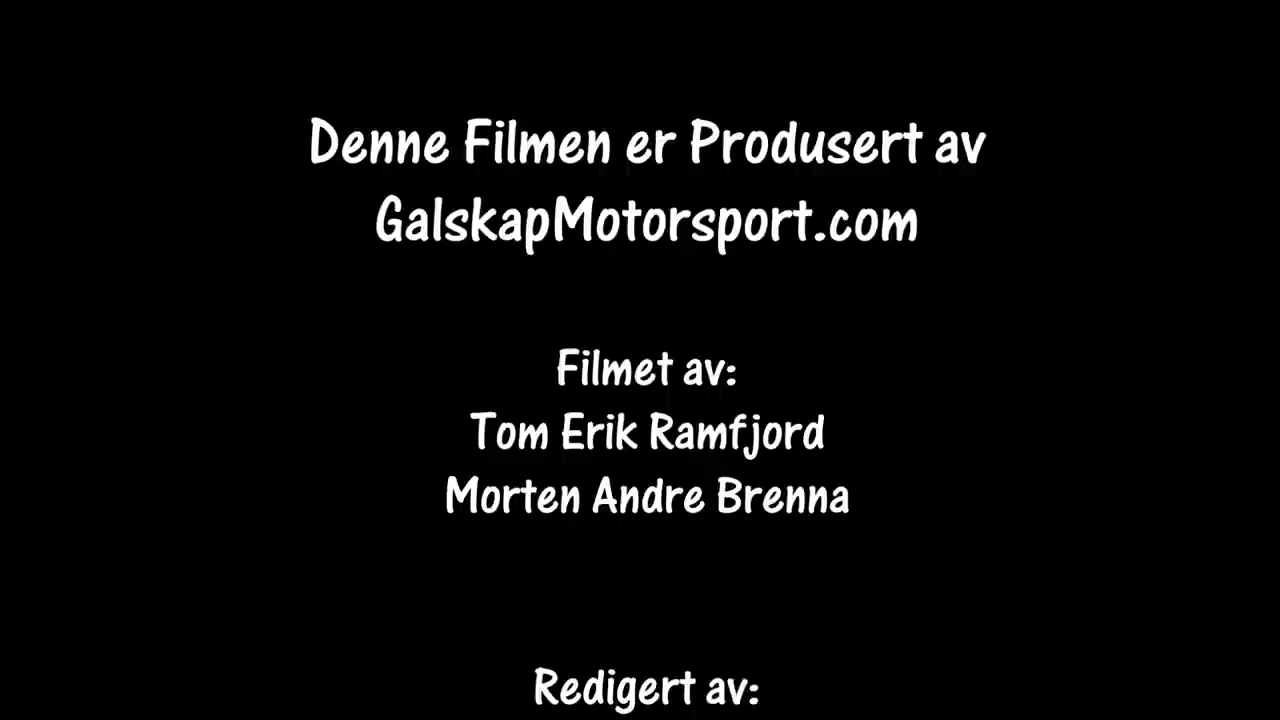 Denne Filmen er Produsert av
GalskapMotorsport.com
Filmet av:
Tom Erik Ramfjord
Morten Andre Brenna
Redigert av: